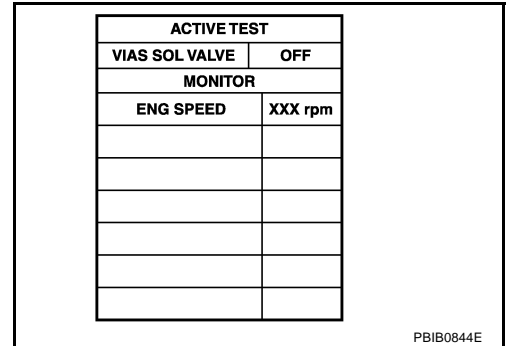 ACTIVE TEST
VIAS SOL VALVE OFF
MONITOR
ENG SPEED XXX rpm
PBIB0844E